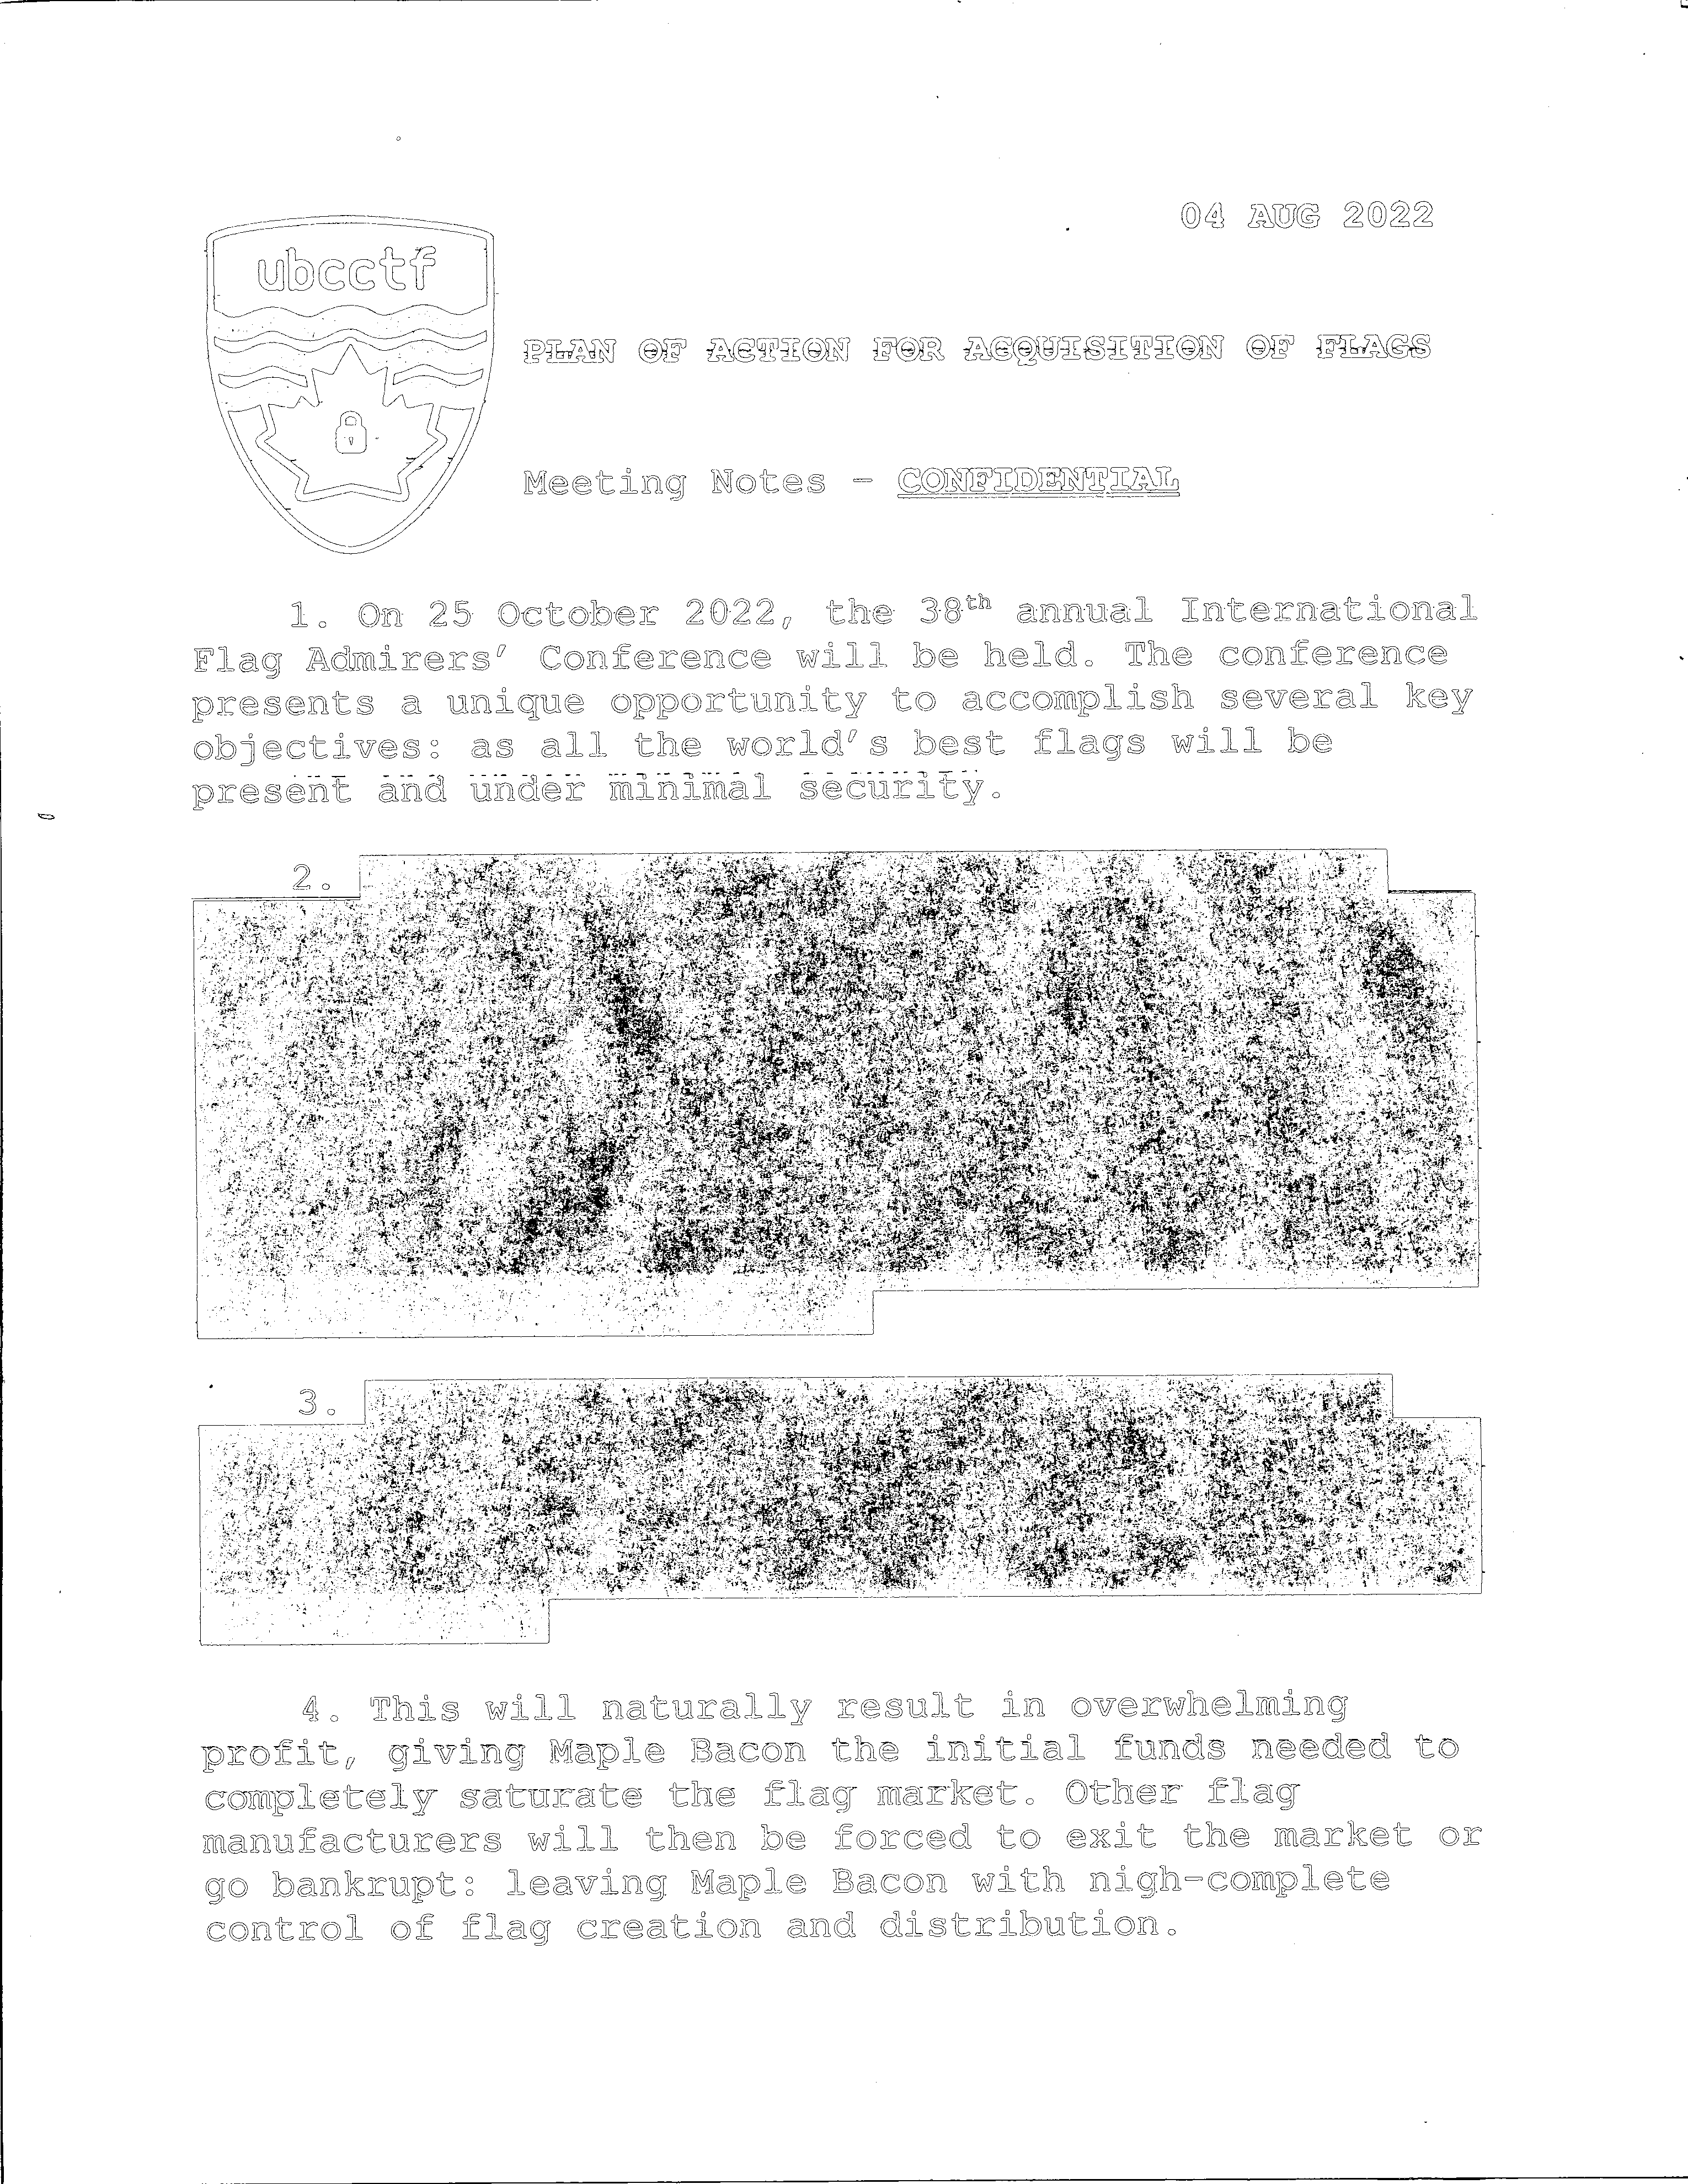 04 AUG 2022
ubcctf
PLAN OF ACTION FOR ACQUISITION OF FLAGS
Meeting Notes - CONFIDENTIAL
1. On 25 October 2022, the 38th annual International
Flag Admirers’ Conference will be held. The conference
presents a unique opportunity to accomplish several key
objectives: as all the world’s best flags will be
present and under minimal security.
2.
3.
4. This will naturally result in overwhelming
profit, giving Maple Bacon the initial funds needed to
completely saturate the flag market. Other flag
manufacturers will then be forced to exit the market or
go bankrupt: leaving Maple Bacon with nigh-complete
control of flag creation and distribution.